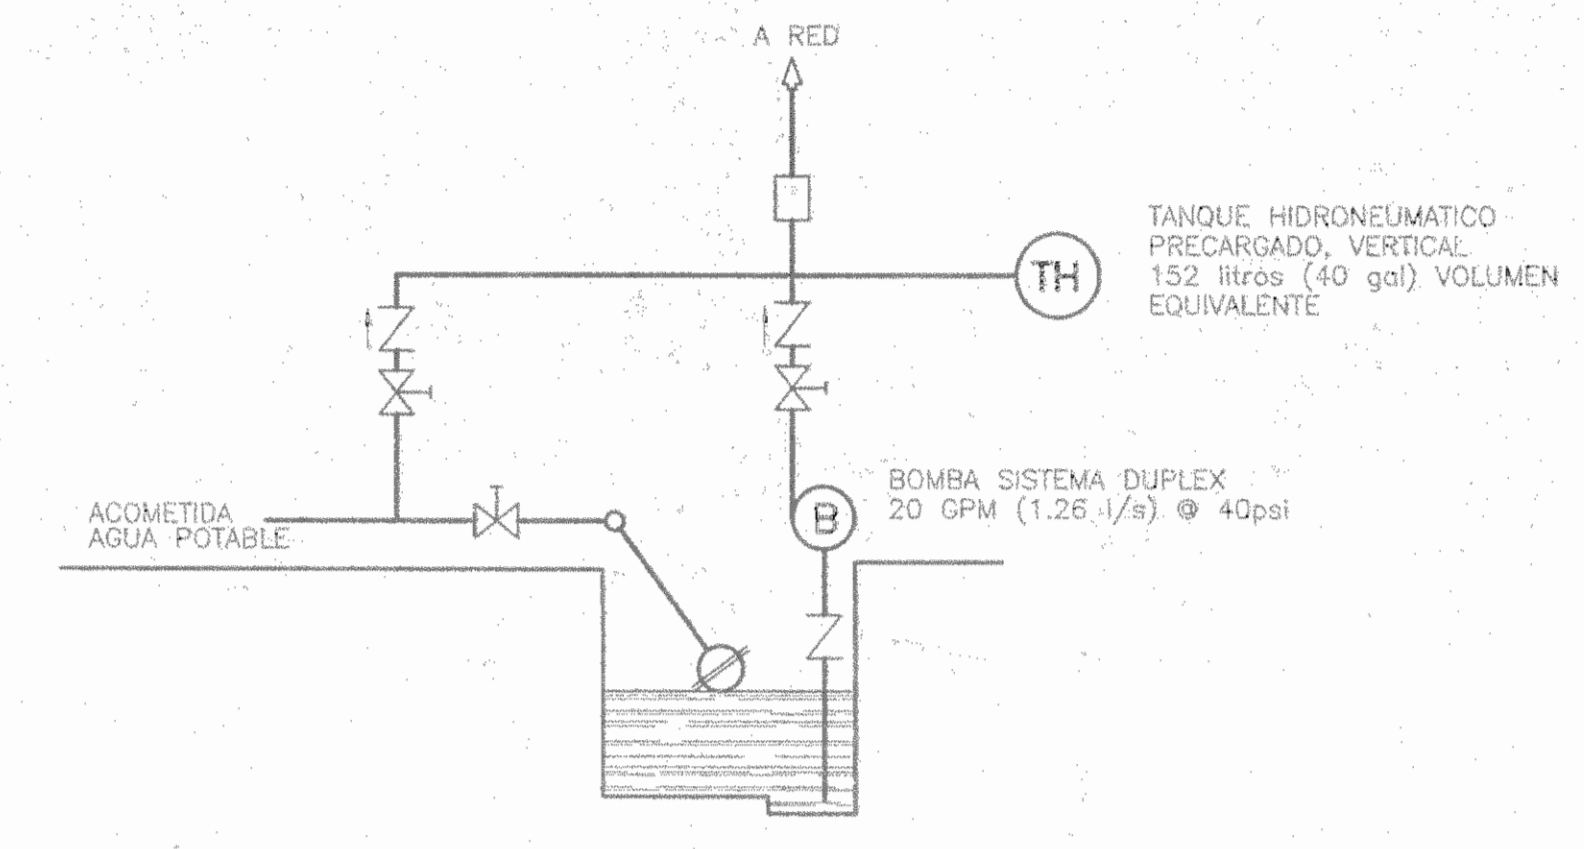 A RED
TANQUE HIDRONEUMATICO
PRECARGADO, VERTICAL
152 litros (40 gal) VOLUMEN
EQUIVALENTE
TH
BOMBA SISTEMA DUPLEX
20 GPM (1.26 l/s) @ 40psi
B
ACOMETIDA
AGUA POTABLE